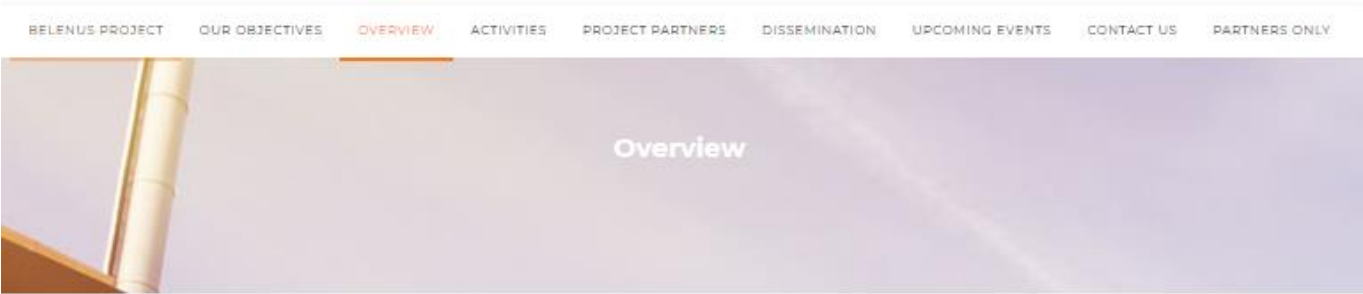 BELENUS PROJECT OUR OBJECTIVES OVERVIEW ACTIVITIES PROJECT PARTNERS DISSEMINATION UPCOMING EVENTS CONTACT US PARTNERS ONLY
Overview